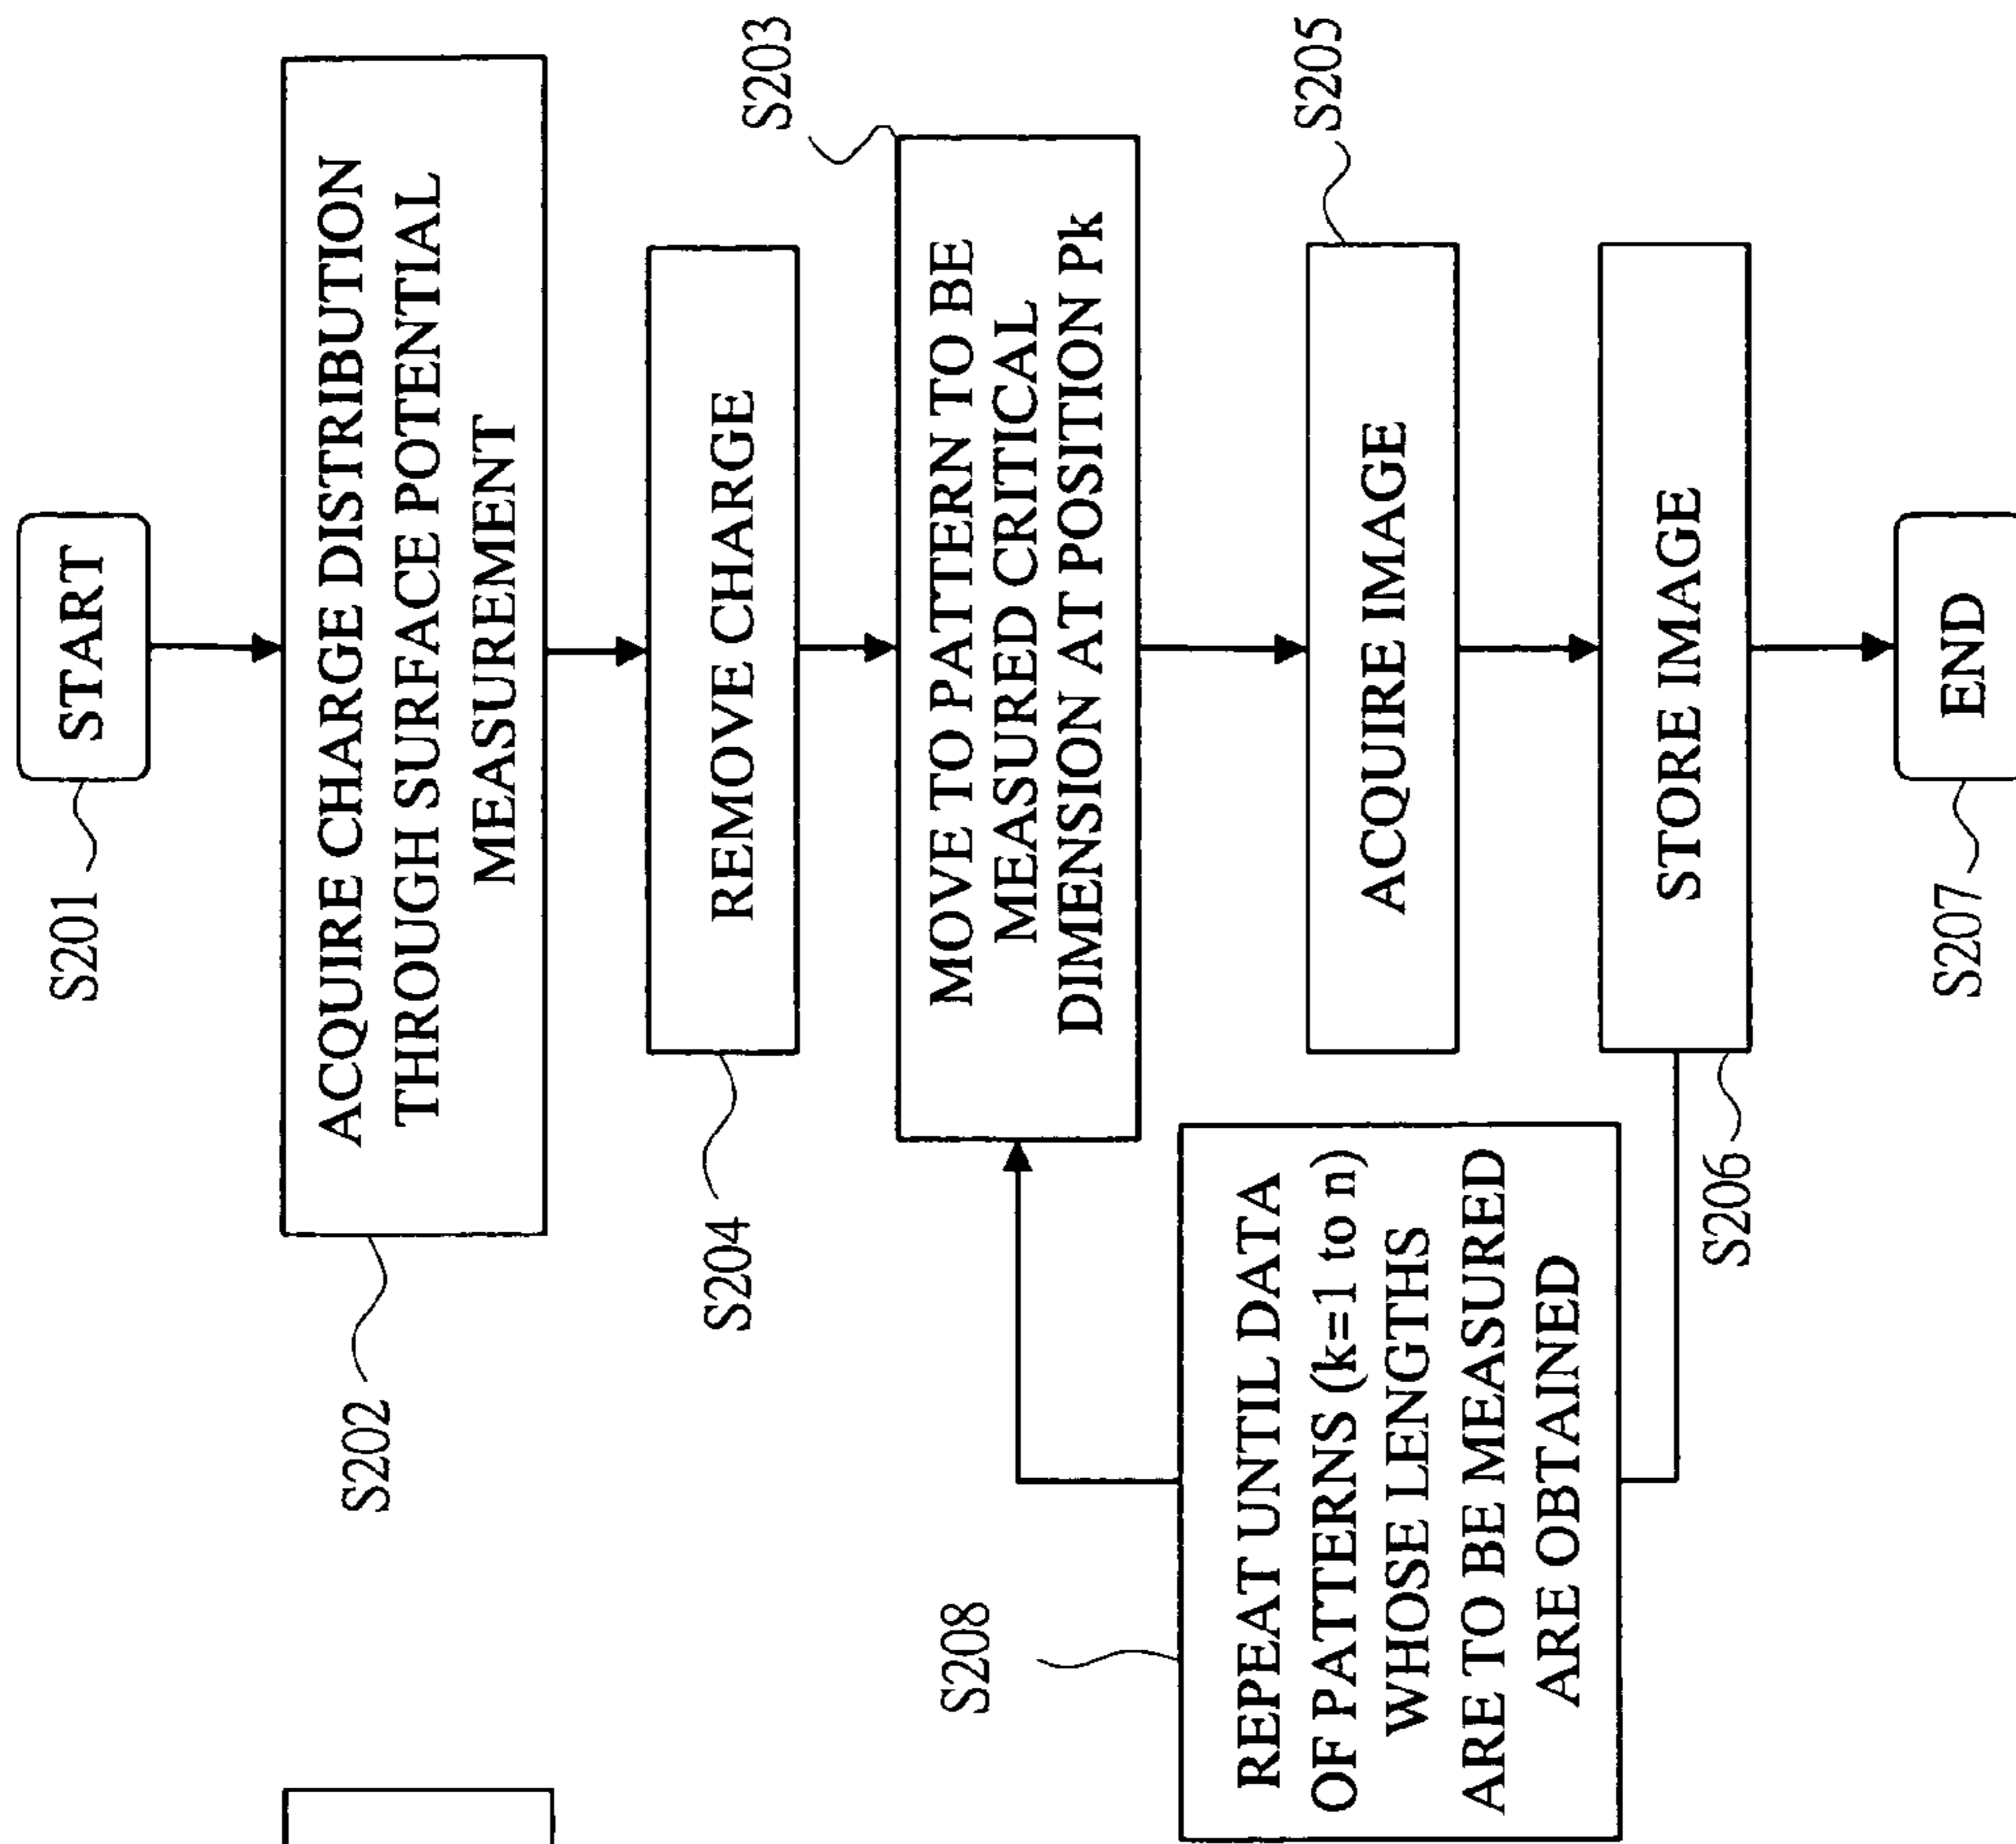 START
S201
ACQUIRE CHARGE DISTRIBUTION
THROUGH SURFACE POTENTIAL
MEASUREMENT
S202
REMOVE CHARGE
S204
S203
MOVE TO PATTERN TO BE
MEASURED CRITICAL
DIMENSION AT POSITION Pk
S205
ACQUIRE IMAGE
STORE IMAGE
S206
S208
REPEAT UNTIL DATA
OF PATTERNS (k=1 to n)
WHOSE LENGTHS
ARE TO BE MEASURED
ARE OBTAINED
END
S207